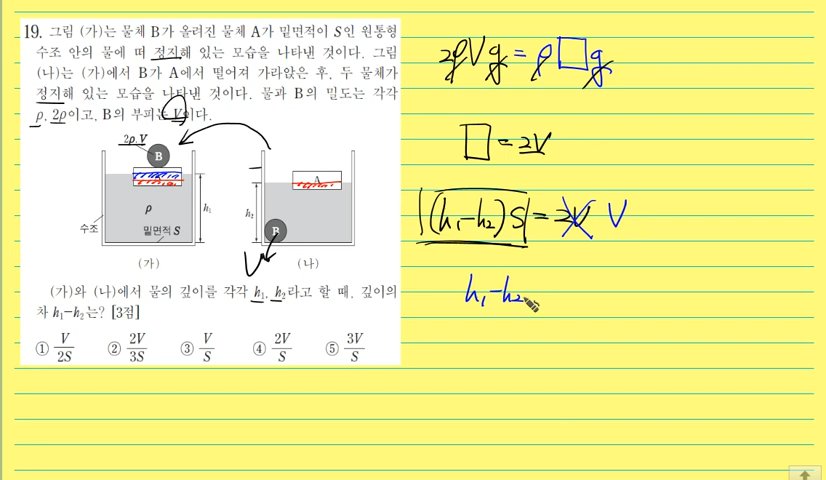 19. 그림 (가)는 물체 B가 올려진 물체 A가 밑면적이 S인 원통형
수조 안의 물에 떠 정지해 있는 모습을 나타낸 것이다. 그림
(나)는 (가)에서 B가 A에서 떨어져 가라앉은 후, 두 물체가
정지해 있는 모습을 나타낸 것이다. 물과 B의 밀도는 각각
ρ, 2ρ이고, B의 부피는 V이다.
2ρ, V
B
A
ρ
h₁
h₂
B
수조
밑면적 S
V
(가)
(나)
(가)와 (나)에서 물의 깊이를 각각 h₁, h₂라고 할 때, 깊이의
차 h₁-h₂는? [3점]
① V/2S ② 2V/3S ③ V/S ④ 2V/S ⑤ 3V/S
2ρVg = ρ□g
□ = 2V
(h₁-h₂)S = 2V V
h₁-h₂